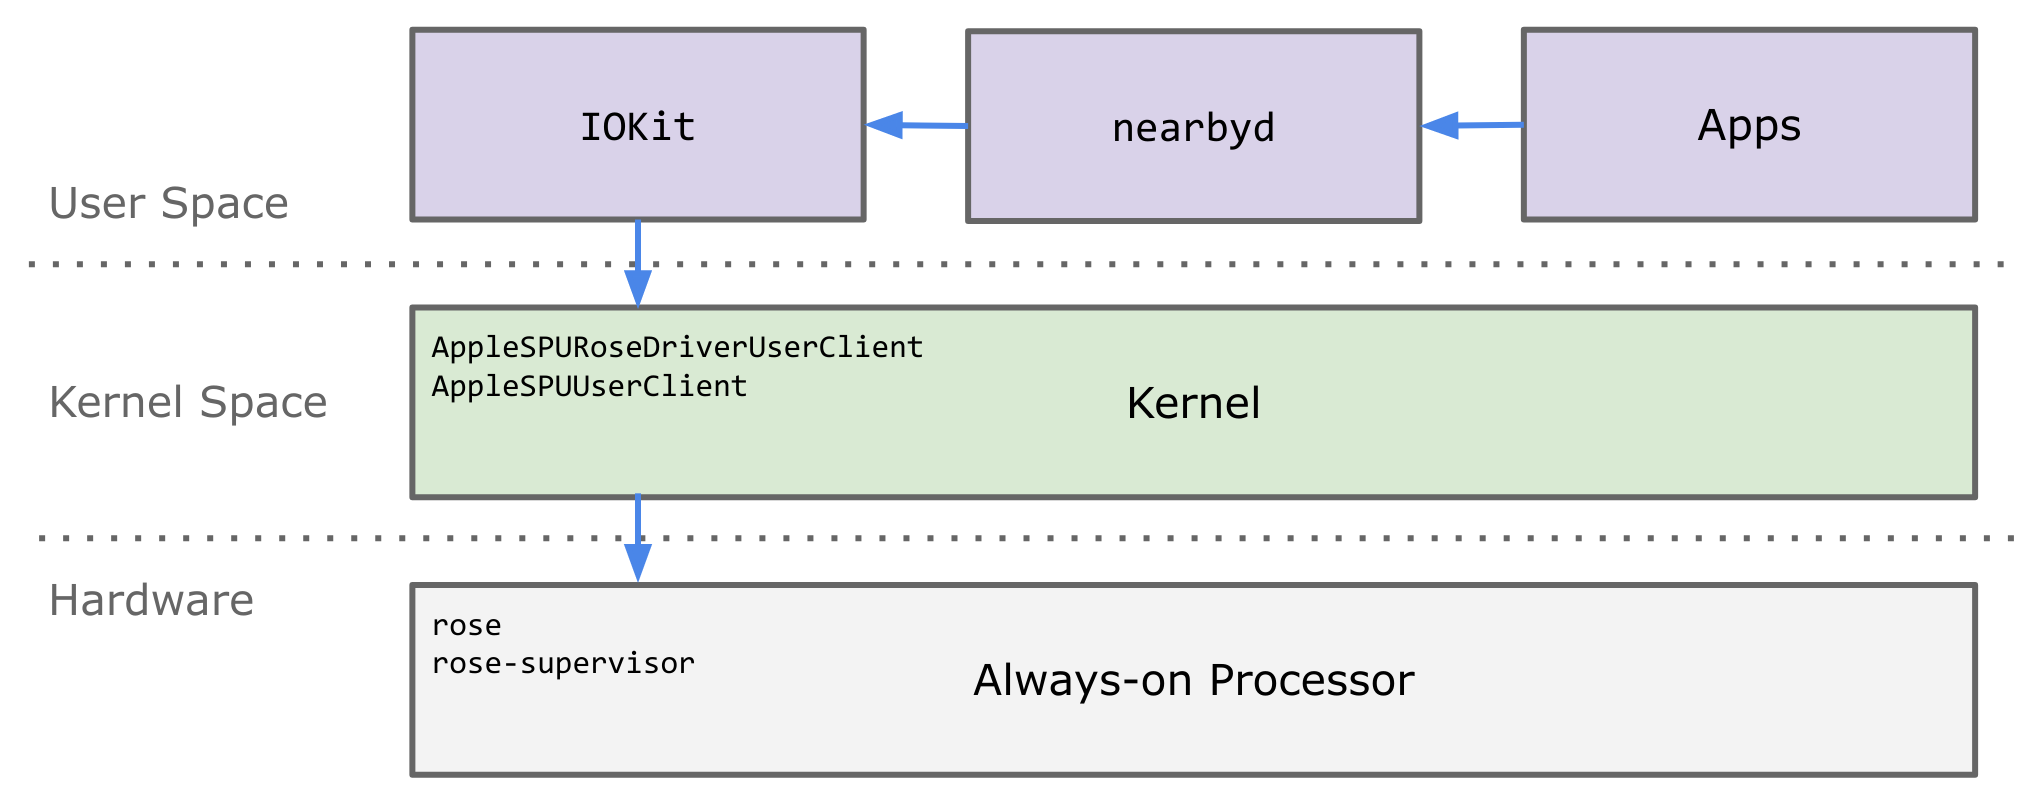 IOKit
nearbyd
Apps
User Space
AppleSPURoseDriverUserClient
AppleSPUUserClient
Kernel
Kernel Space
Hardware
rose
rose-supervisor
Always-on Processor